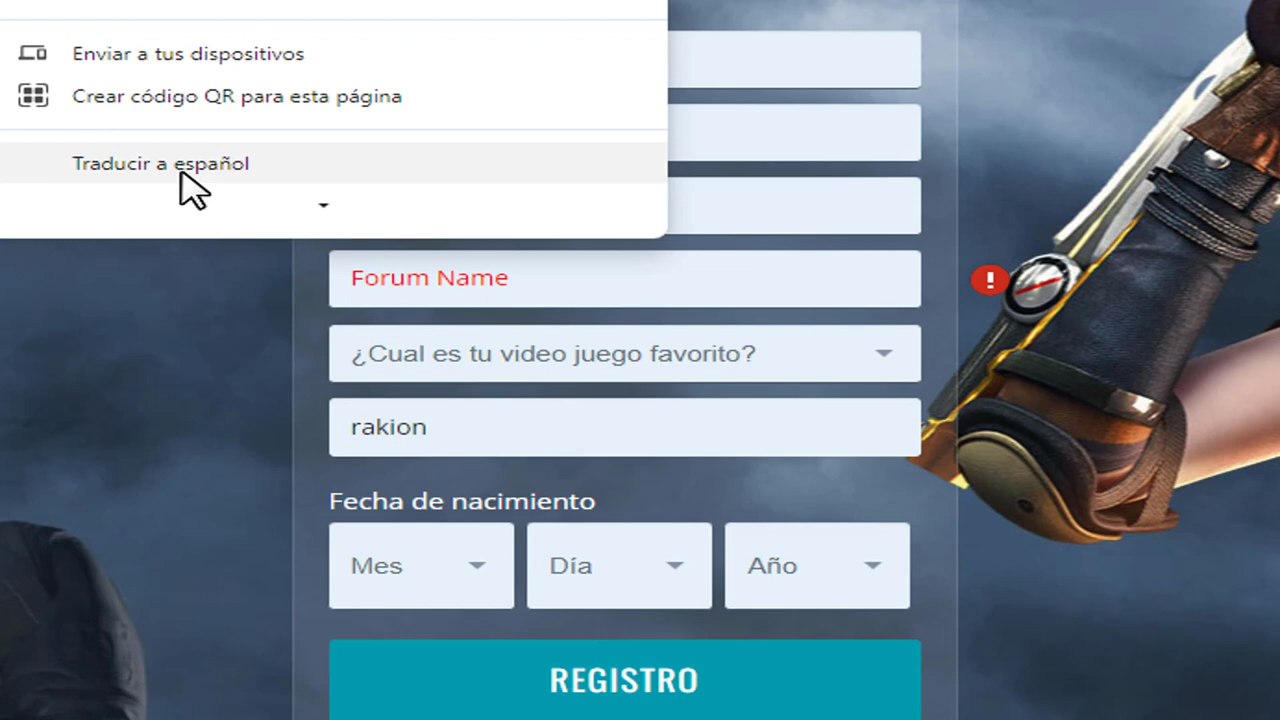 Enviar a tus dispositivos
Crear código QR para esta página
Traducir a español
Forum Name
¿Cual es tu video juego favorito?
rakion
Fecha de nacimiento
Mes
Día
Año
REGISTRO